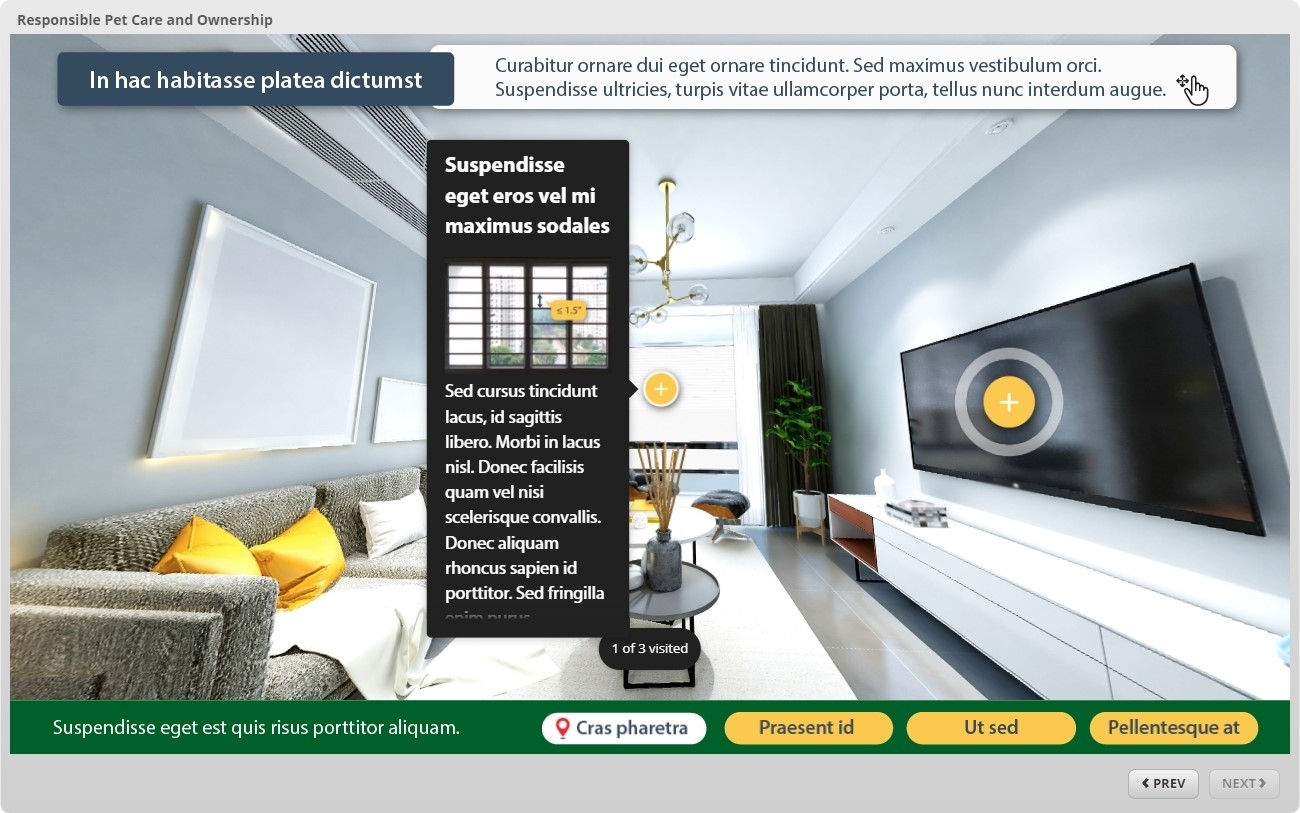 Responsible Pet Care and Ownership
In hac habitasse platea dictumst
Curabitur ornare dui eget ornare tincidunt. Sed maximus vestibulum orci.
Suspendisse ultricies, turpis vitae ullamcorper porta, tellus nunc interdum augue.
Suspendisse
eget eros vel mi
maximus sodales
≤ 1.5"
Sed cursus tincidunt
lacus, id sagittis
libero. Morbi in lacus
nisl. Donec facilisis
quam vel nisi
scelerisque convallis.
Donec aliquam
rhoncus sapien id
porttitor. Sed fringilla
enim purus
1 of 3 visited
Suspendisse eget est quis risus porttitor aliquam.
Cras pharetra
Praesent id
Ut sed
Pellentesque at
PREV
NEXT